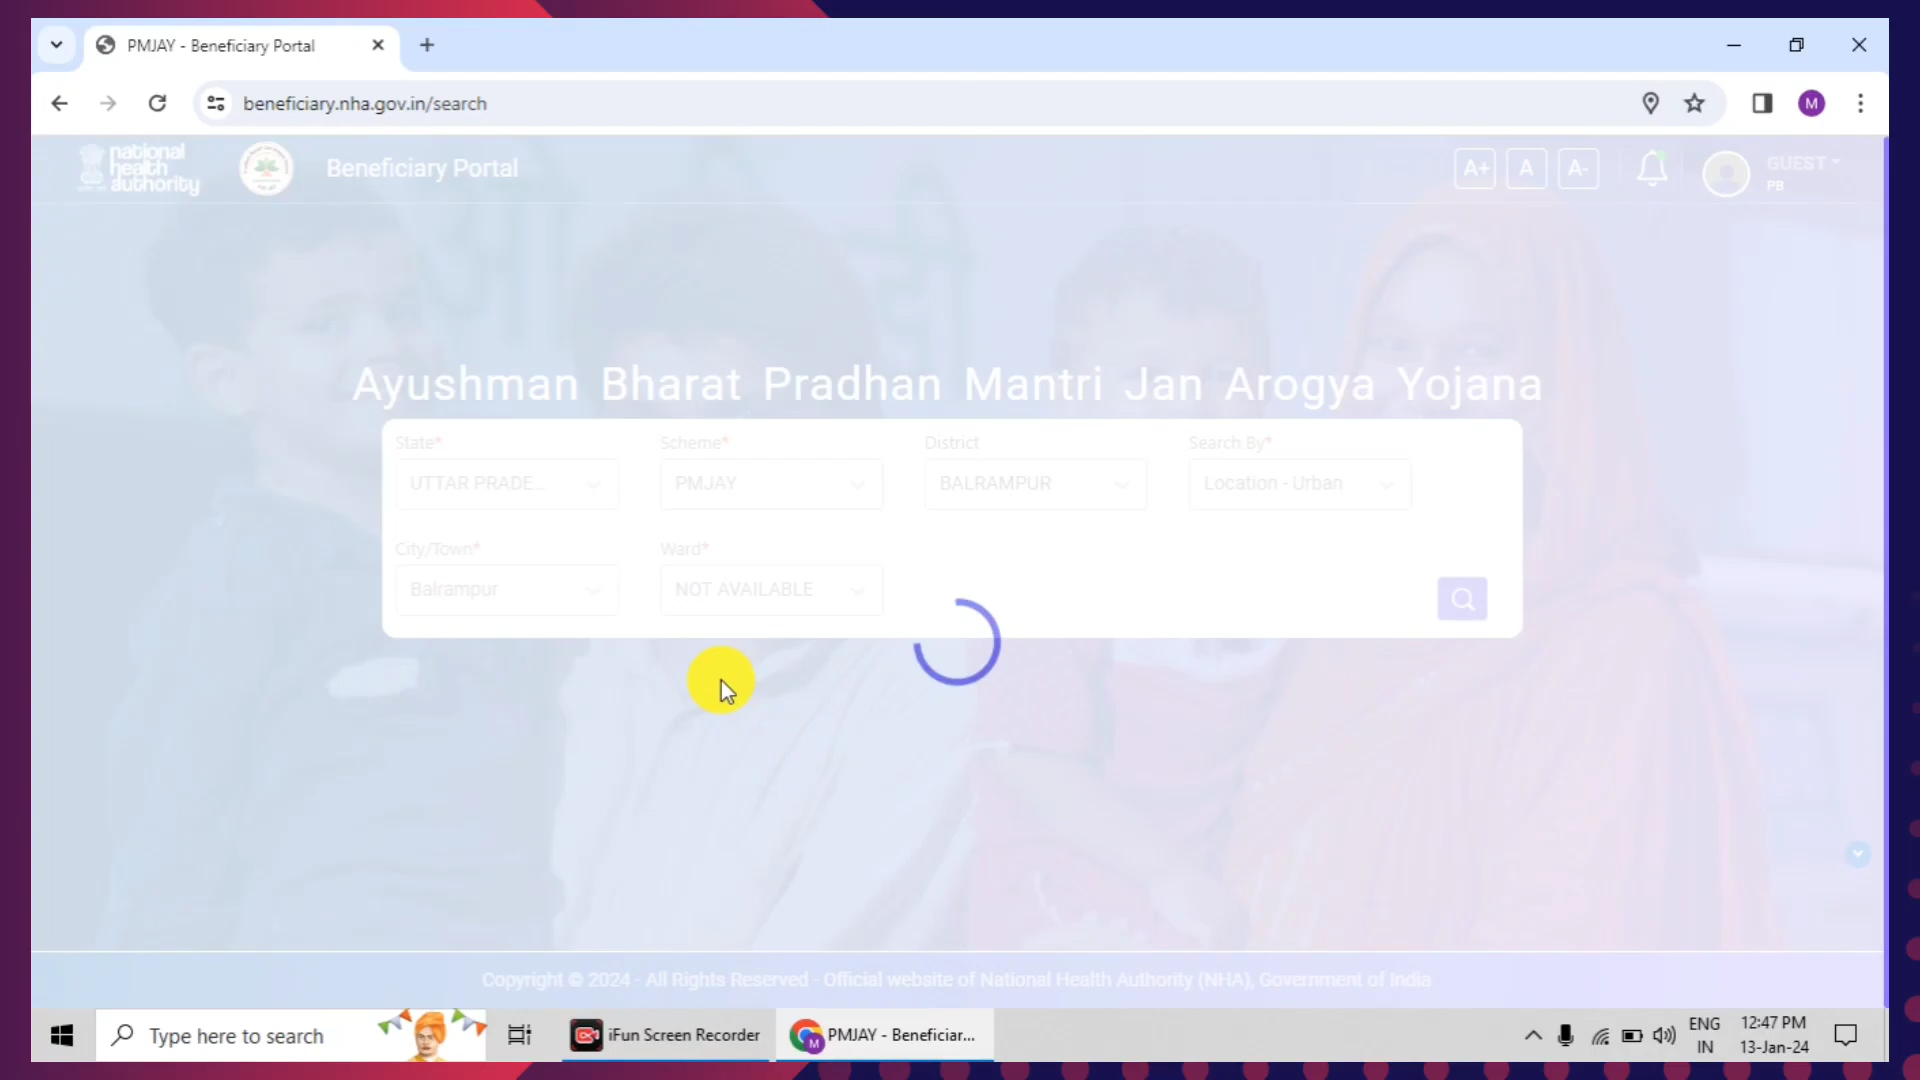 PMJAY - Beneficiary Portal
beneficiary.nha.gov.in/search
M
national
health
authority
Beneficiary Portal
A+ A A-
GUEST
PB
Ayushman Bharat Pradhan Mantri Jan Arogya Yojana
State* Scheme* District Search By*
UTTAR PRADE... PMJAY BALRAMPUR Location - Urban
City/Town* Ward*
Balrampur NOT AVAILABLE
Copyright © 2024 - All Rights Reserved - Official website of National Health Authority (NHA), Government of India
Type here to search
iFun Screen Recorder
M
PMJAY - Beneficiar...
ENG
IN
12:47 PM
13-Jan-24